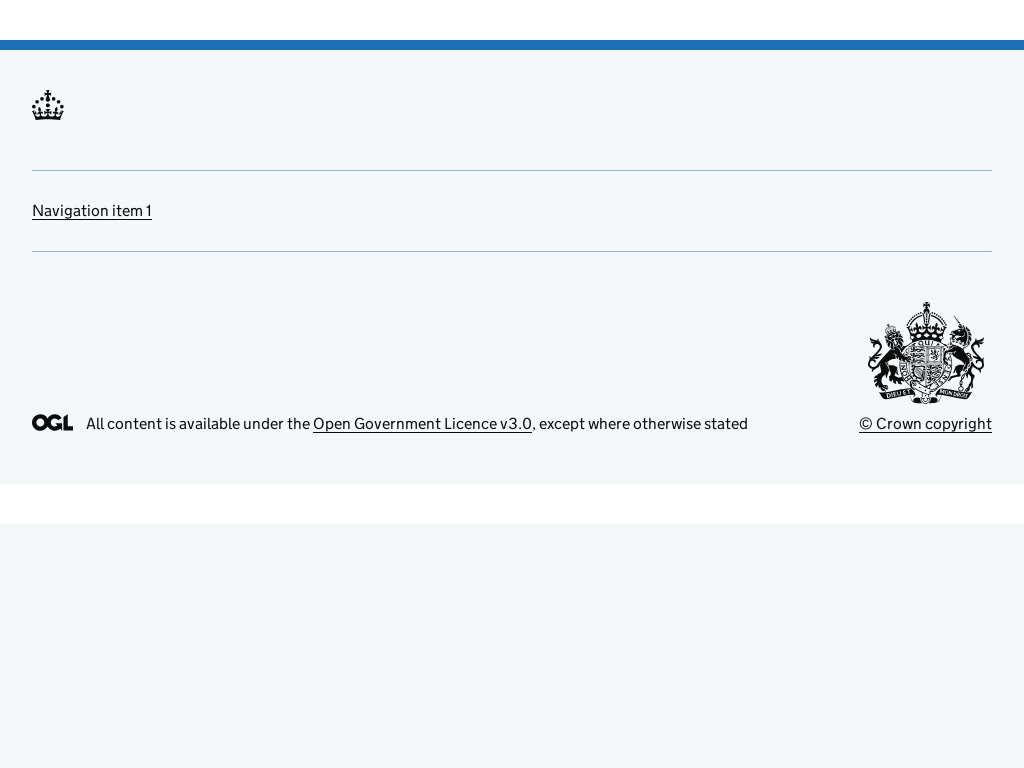 Navigation item 1
DIEU ET MON DROIT
OGL All content is available under the Open Government Licence v3.0, except where otherwise stated
© Crown copyright